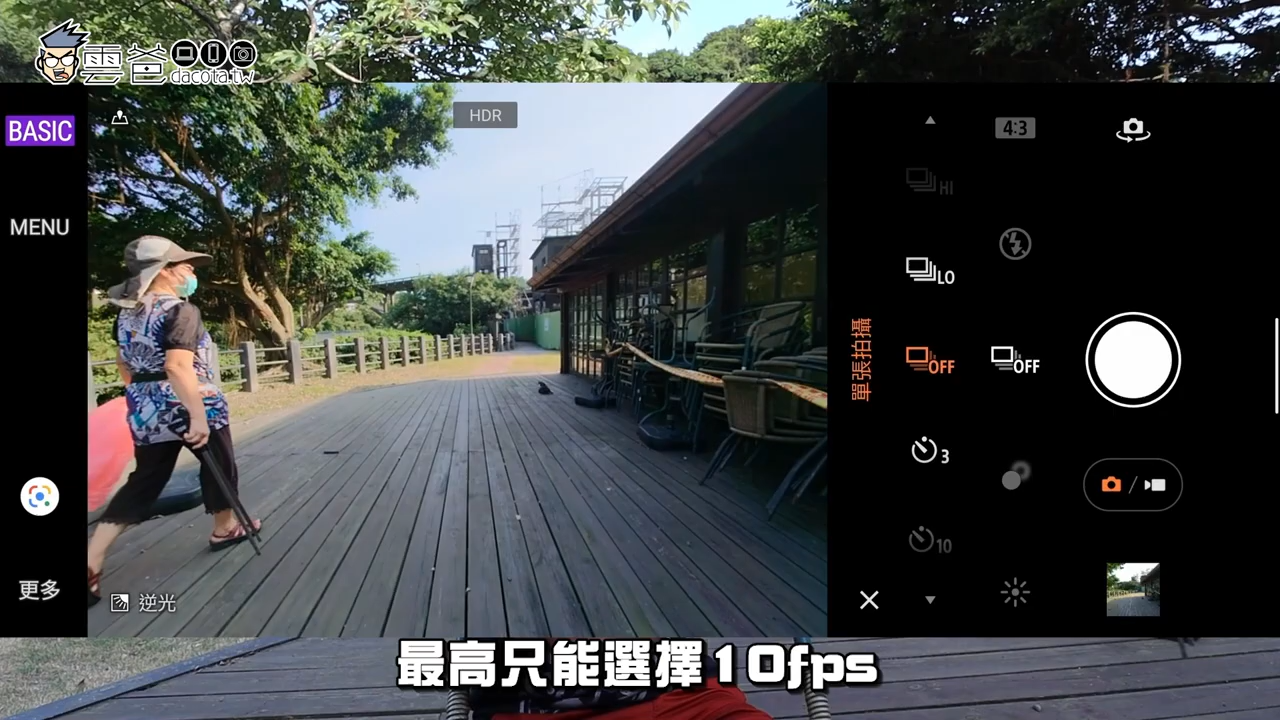 雲爸
dacota.tw
BASIC
HDR
4:3
HI
MENU
LO
單張拍攝
OFF
OFF
3
10
更多
逆光
最高只能選擇10fps